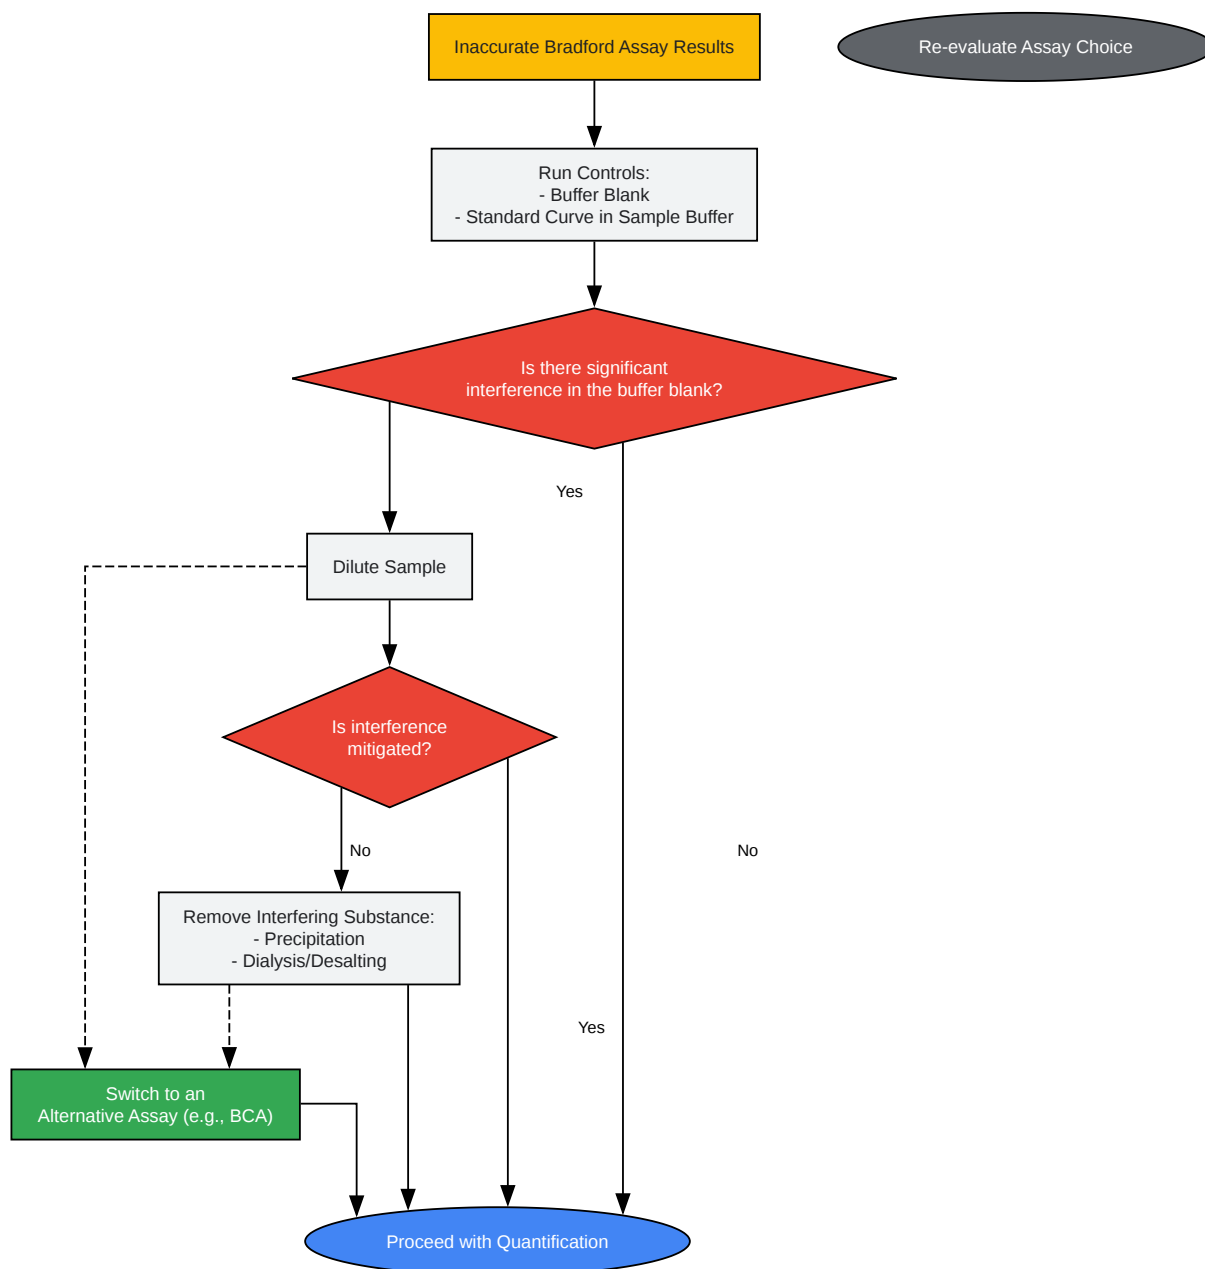 Inaccurate Bradford Assay Results
Re-evaluate Assay Choice
Run Controls:
- Buffer Blank
- Standard Curve in Sample Buffer
Is there significant
interference in the buffer blank?
Yes
Dilute Sample
Is interference
mitigated?
No
No
Remove Interfering Substance:
- Precipitation
- Dialysis/Desalting
Yes
Switch to an
Alternative Assay (e.g., BCA)
Proceed with Quantification